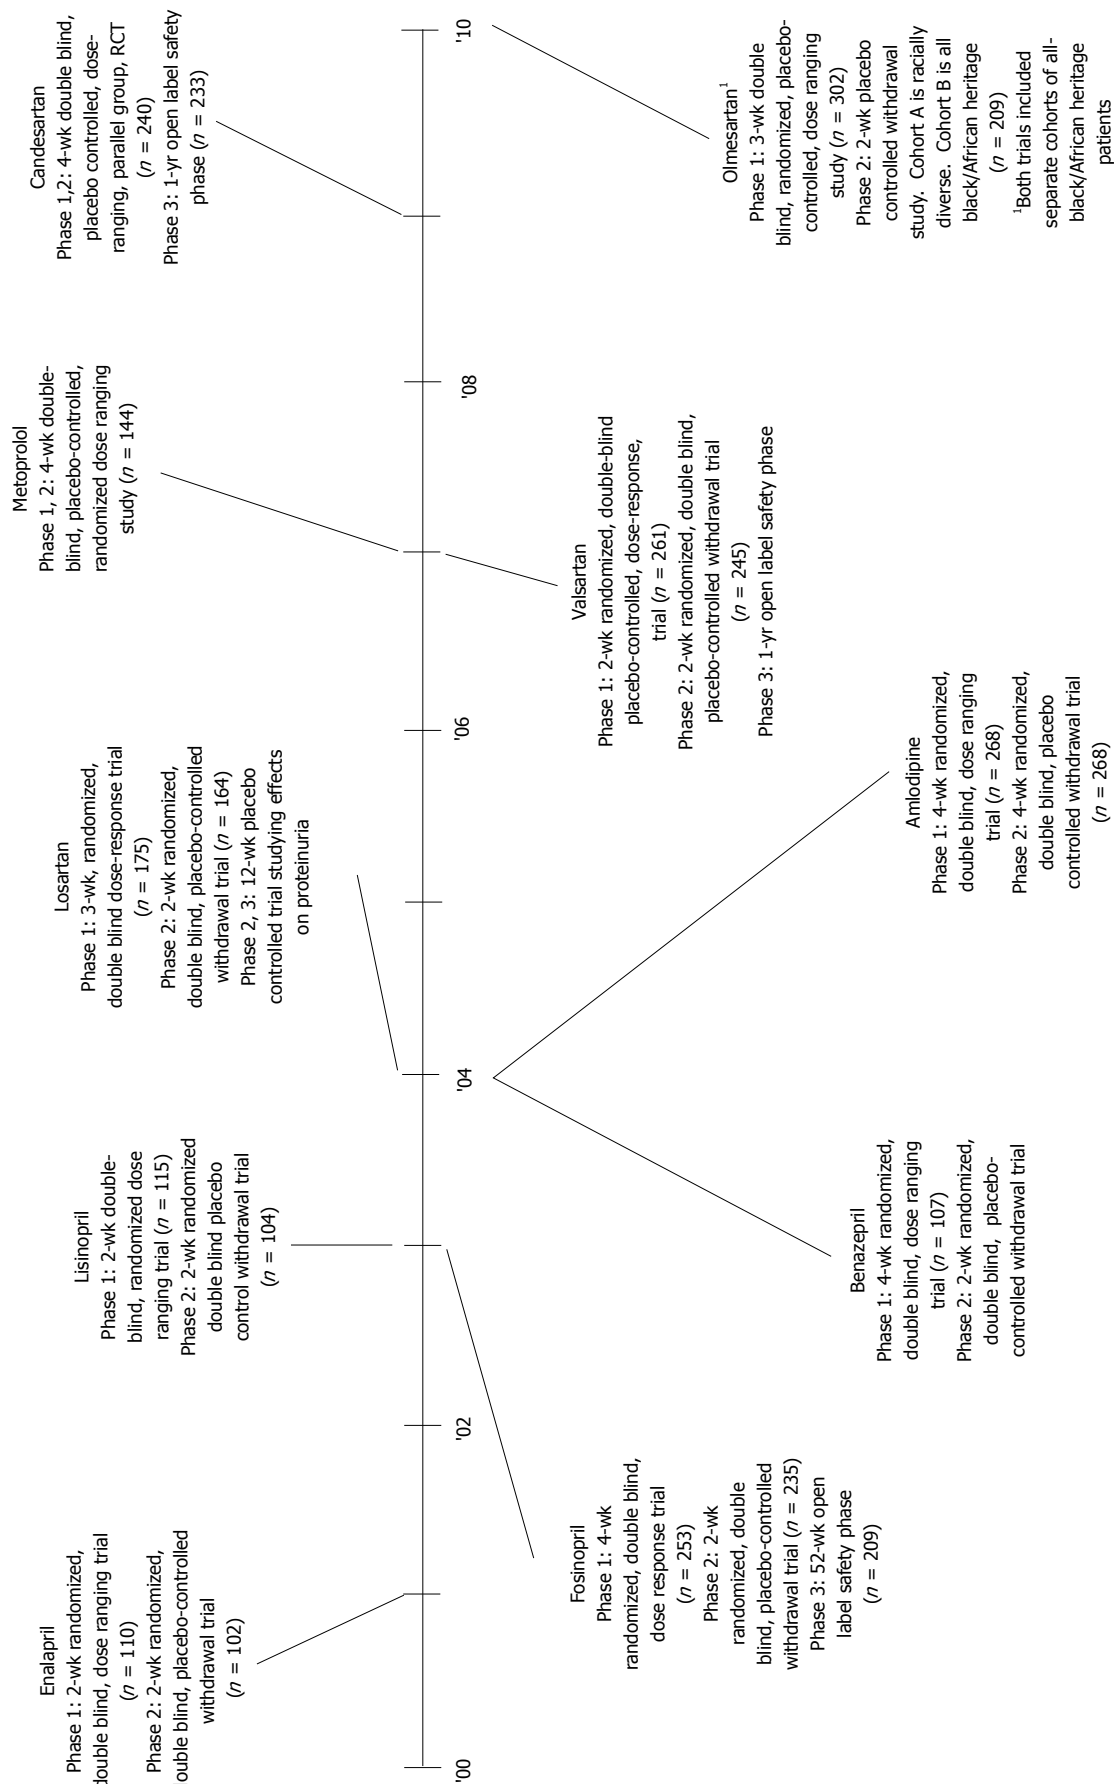 Enalapril
Phase 1: 2-wk randomized,
double blind, dose ranging trial
(n = 110)
Phase 2: 2-wk randomized,
double blind, placebo-controlled
withdrawal trial
(n = 102)
Lisinopril
Phase 1: 2-wk double-
blind, randomized dose
ranging trial (n = 115)
Phase 2: 2-wk randomized
double blind placebo
control withdrawal trial
(n = 104)
Losartan
Phase 1: 3-wk, randomized,
double blind dose-response trial
(n = 175)
Phase 2: 2-wk randomized,
double blind, placebo-controlled
withdrawal trial (n = 164)
Phase 2, 3: 12-wk placebo
controlled trial studying effects
on proteinuria
Metoprolol
Phase 1, 2: 4-wk double-
blind, placebo-controlled,
randomized dose ranging
study (n = 144)
Candesartan
Phase 1,2: 4-wk double blind,
placebo controlled, dose-
ranging, parallel group, RCT
(n = 240)
Phase 3: 1-yr open label safety
phase (n = 233)
'00
'02
'04
'06
'08
'10
Fosinopril
Phase 1: 4-wk
randomized, double blind,
dose response trial
(n = 253)
Phase 2: 2-wk
randomized, double
blind, placebo-controlled
withdrawal trial (n = 235)
Phase 3: 52-wk open
label safety phase
(n = 209)
Benazepril
Phase 1: 4-wk randomized,
double blind, dose ranging
trial (n = 107)
Phase 2: 2-wk randomized,
double blind, placebo-
controlled withdrawal trial
Valsartan
Phase 1: 2-wk randomized, double-blind
placebo-controlled, dose-response,
trial (n = 261)
Phase 2: 2-wk randomized, double blind,
placebo-controlled withdrawal trial
(n = 245)
Phase 3: 1-yr open label safety phase
Amlodipine
Phase 1: 4-wk randomized,
double blind, dose ranging
trial (n = 268)
Phase 2: 4-wk randomized,
double blind, placebo
controlled withdrawal trial
(n = 268)
Olmesartan¹
Phase 1: 3-wk double
blind, randomized, placebo-
controlled, dose ranging
study (n = 302)
Phase 2: 2-wk placebo
controlled withdrawal
study. Cohort A is racially
diverse. Cohort B is all
black/African heritage
(n = 209)
¹Both trials included
separate cohorts of all-
black/African heritage
patients